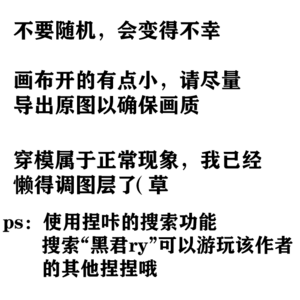 不要随机，会变得不幸
画布开的有点小，请尽量
导出原图以确保画质
穿模属于正常现象，我已经
懒得调图层了( 草
ps：使用捏咔的搜索功能
搜索“黑君ry”可以游玩该作者
的其他捏捏哦